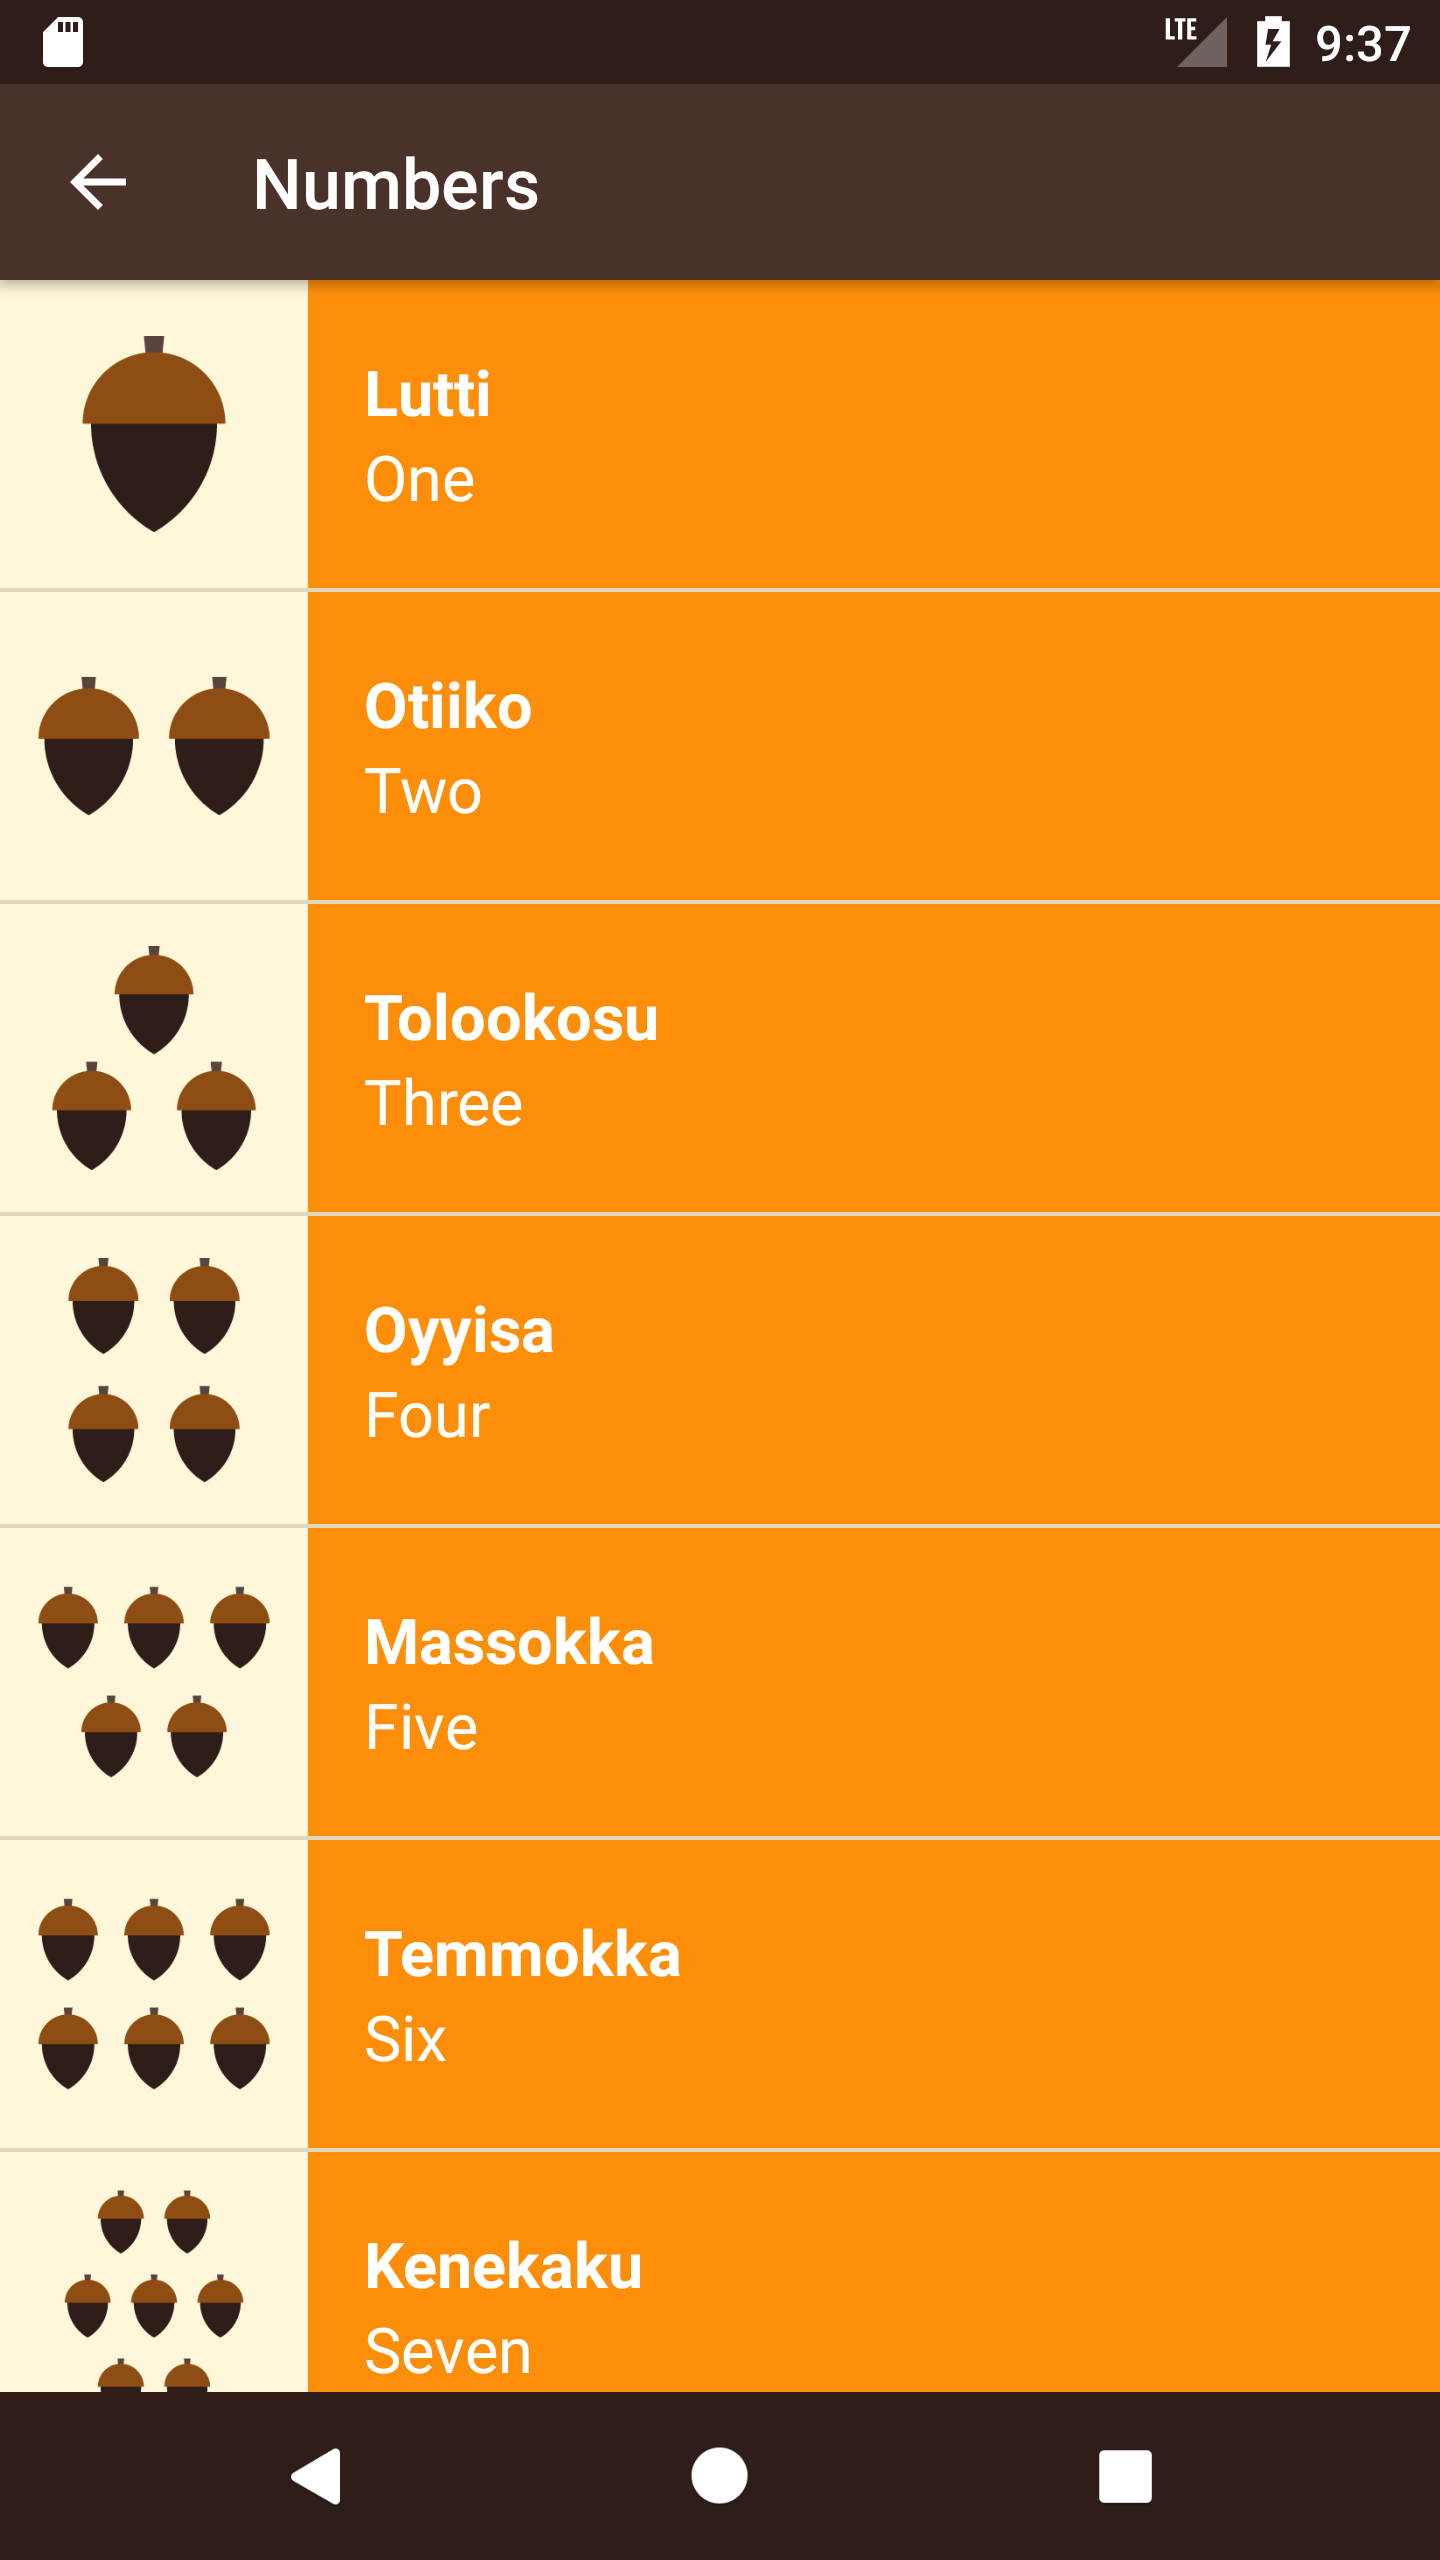 LTE 9:37
Numbers
Lutti
One
Otiiko
Two
Tolookosu
Three
Oyyisa
Four
Massokka
Five
Temmokka
Six
Kenekaku
Seven